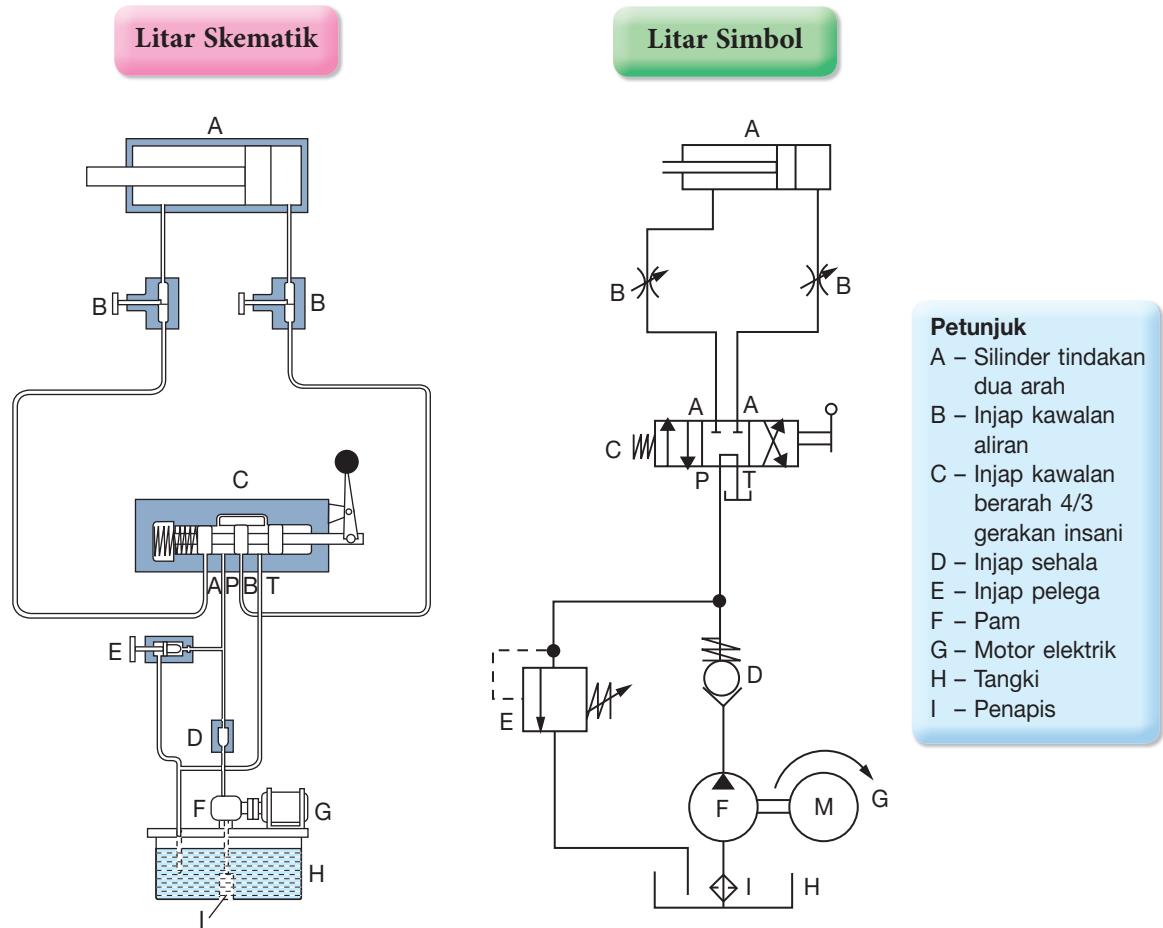 Litar Skematik
Litar Simbol
A
B
B
C
A P B T
E
D
F
G
H
I
A
B
B
A A
C
P T
D
E
F
M
G
I
H
Petunjuk
A – Silinder tindakan
dua arah
B – Injap kawalan
aliran
C – Injap kawalan
berarah 4/3
gerakan insani
D – Injap sehala
E – Injap pelega
F – Pam
G – Motor elektrik
H – Tangki
I – Penapis